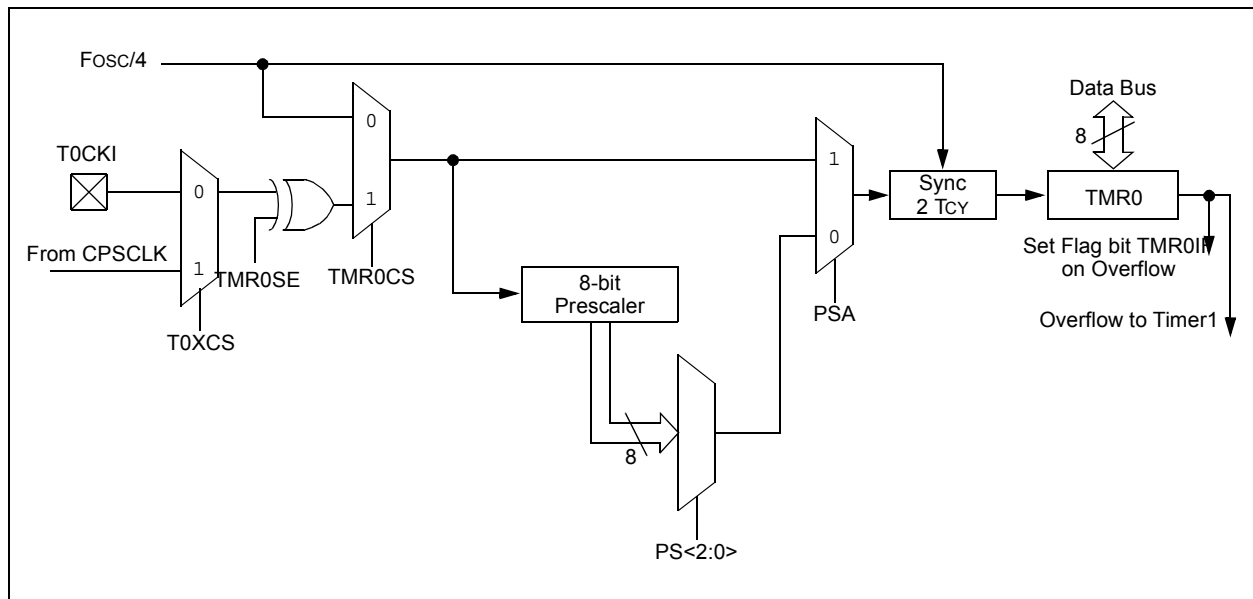 FOSC/4
Data Bus
8
T0CKI
0
1
0
1
1
0
Sync
2 TCY
TMR0
From CPSCLK
TMR0SE
TMR0CS
T0XCS
8-bit
Prescaler
PSA
Set Flag bit TMR0IF
on Overflow
Overflow to Timer1
8
PS<2:0>